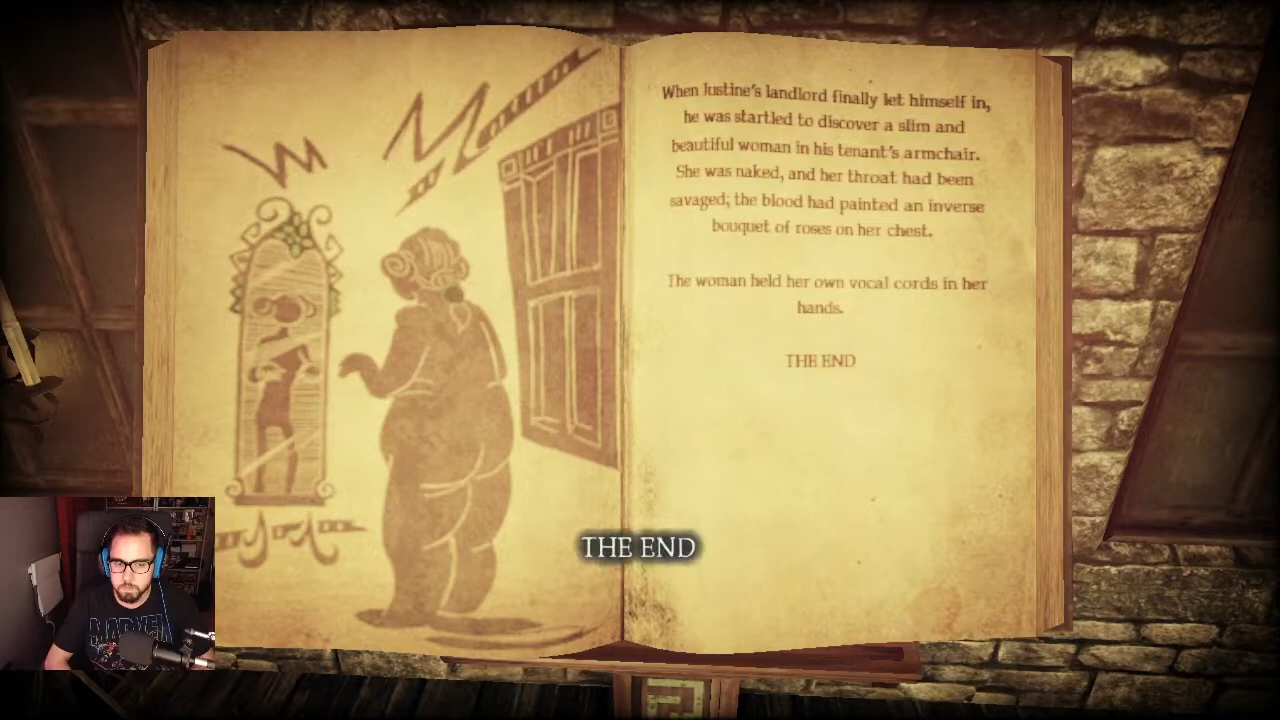 When Justine's landlord finally let himself in,
he was startled to discover a slim and
beautiful woman in his tenant's armchair.
She was naked, and her throat had been
savaged; the blood had painted an inverse
bouquet of roses on her chest.
The woman held her own vocal cords in her
hands.
THE END
THE END
MARVEL